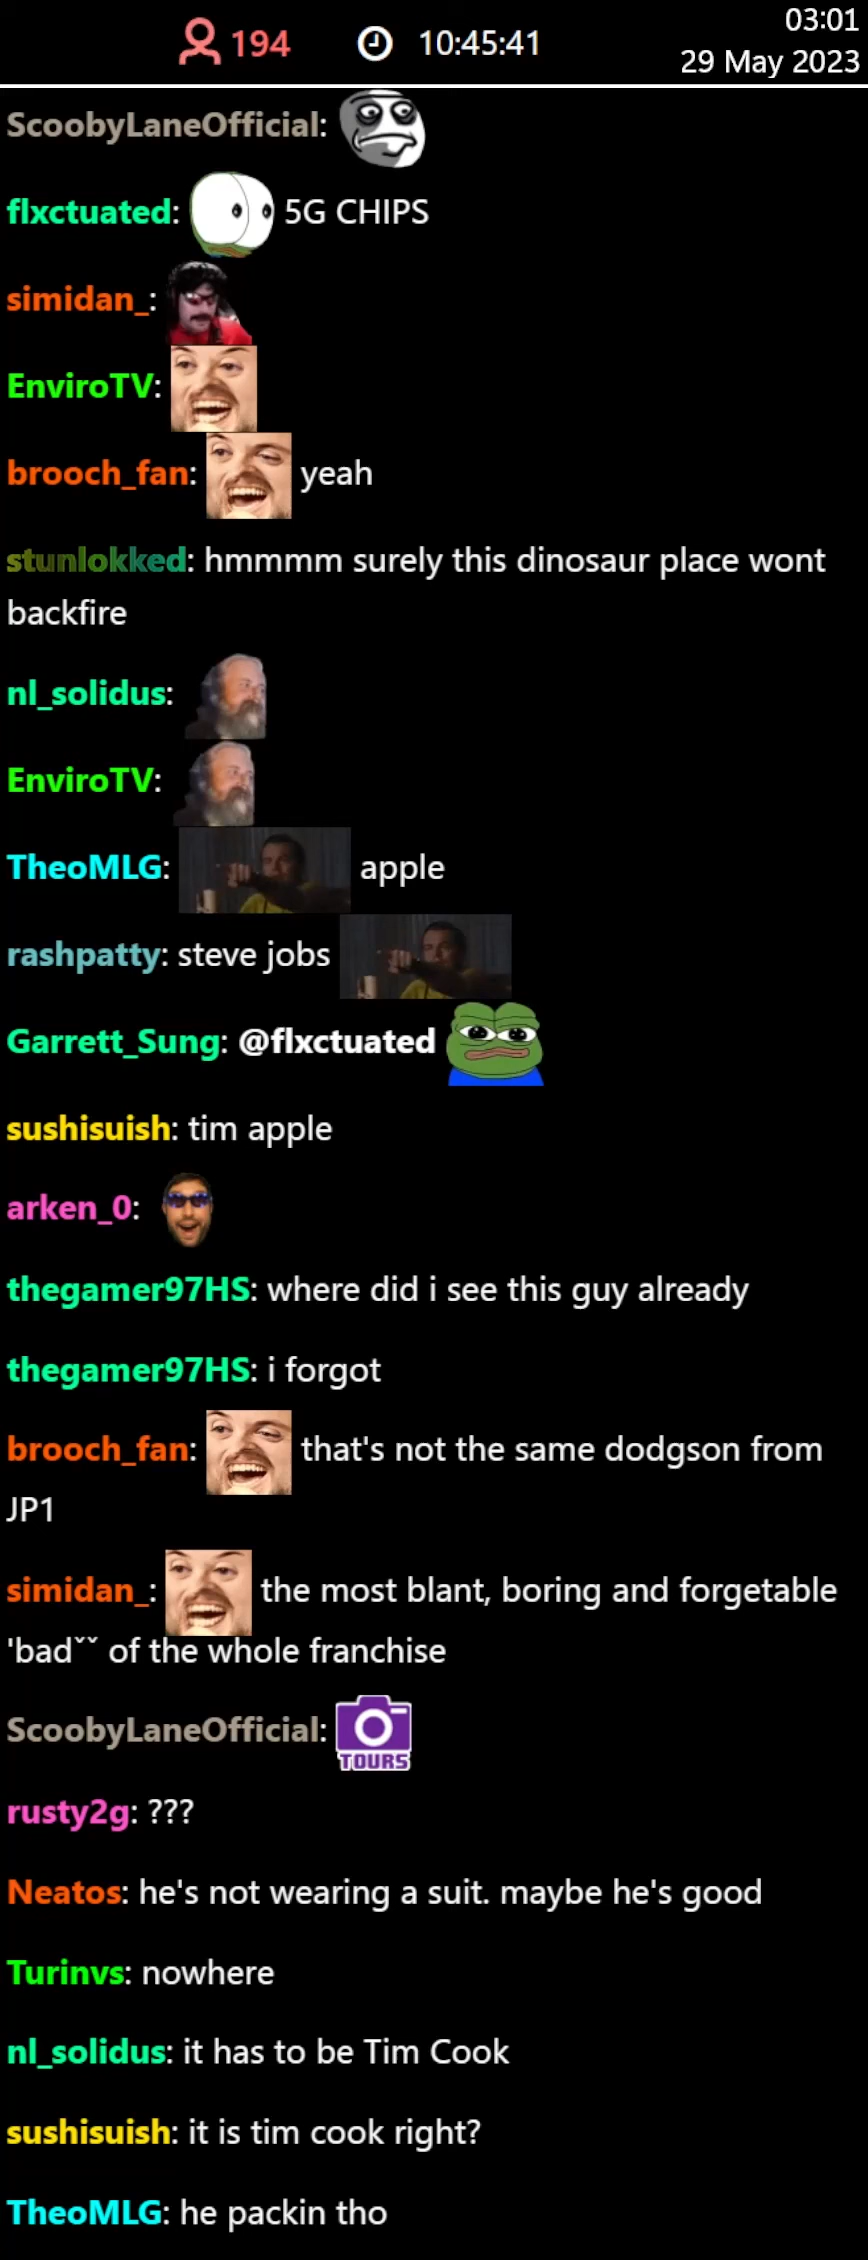 194 10:45:41 03:01
29 May 2023
ScoobyLaneOfficial:
flxctuated: 5G CHIPS
simidan_:
EnviroTV:
brooch_fan: yeah
stunlokked: hmmmm surely this dinosaur place wont
backfire
nl_solidus:
EnviroTV:
TheoMLG: apple
rashpatty: steve jobs
Garrett_Sung: @flxctuated
sushisuish: tim apple
arken_0:
thegamer97HS: where did i see this guy already
thegamer97HS: i forgot
brooch_fan: that's not the same dodgson from
JP1
simidan_: the most blant, boring and forgetable
'badˇˇ of the whole franchise
ScoobyLaneOfficial: TOURS
rusty2g: ???
Neatos: he's not wearing a suit. maybe he's good
Turinvs: nowhere
nl_solidus: it has to be Tim Cook
sushisuish: it is tim cook right?
TheoMLG: he packin tho